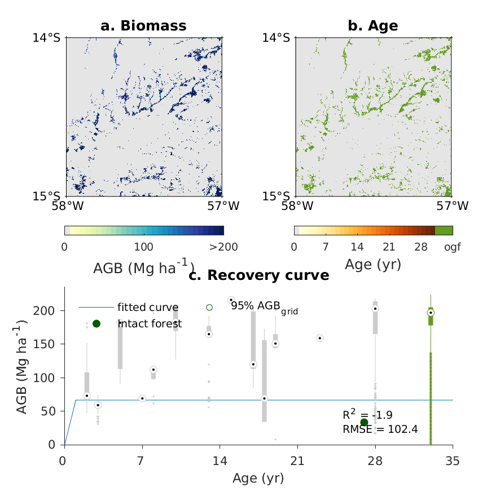 a. Biomass
b. Age
14°S
14°S
15°S
15°S
58°W
57°W
58°W
57°W
0
100
>200
0
7
14
21
28
ogf
AGB (Mg ha-1)
Age (yr)
c. Recovery curve
200
150
100
50
0
AGB (Mg ha-1)
fitted curve
95% AGBgrid
intact forest
R2 = -1.9
RMSE = 102.4
0
7
14
21
28
35
Age (yr)